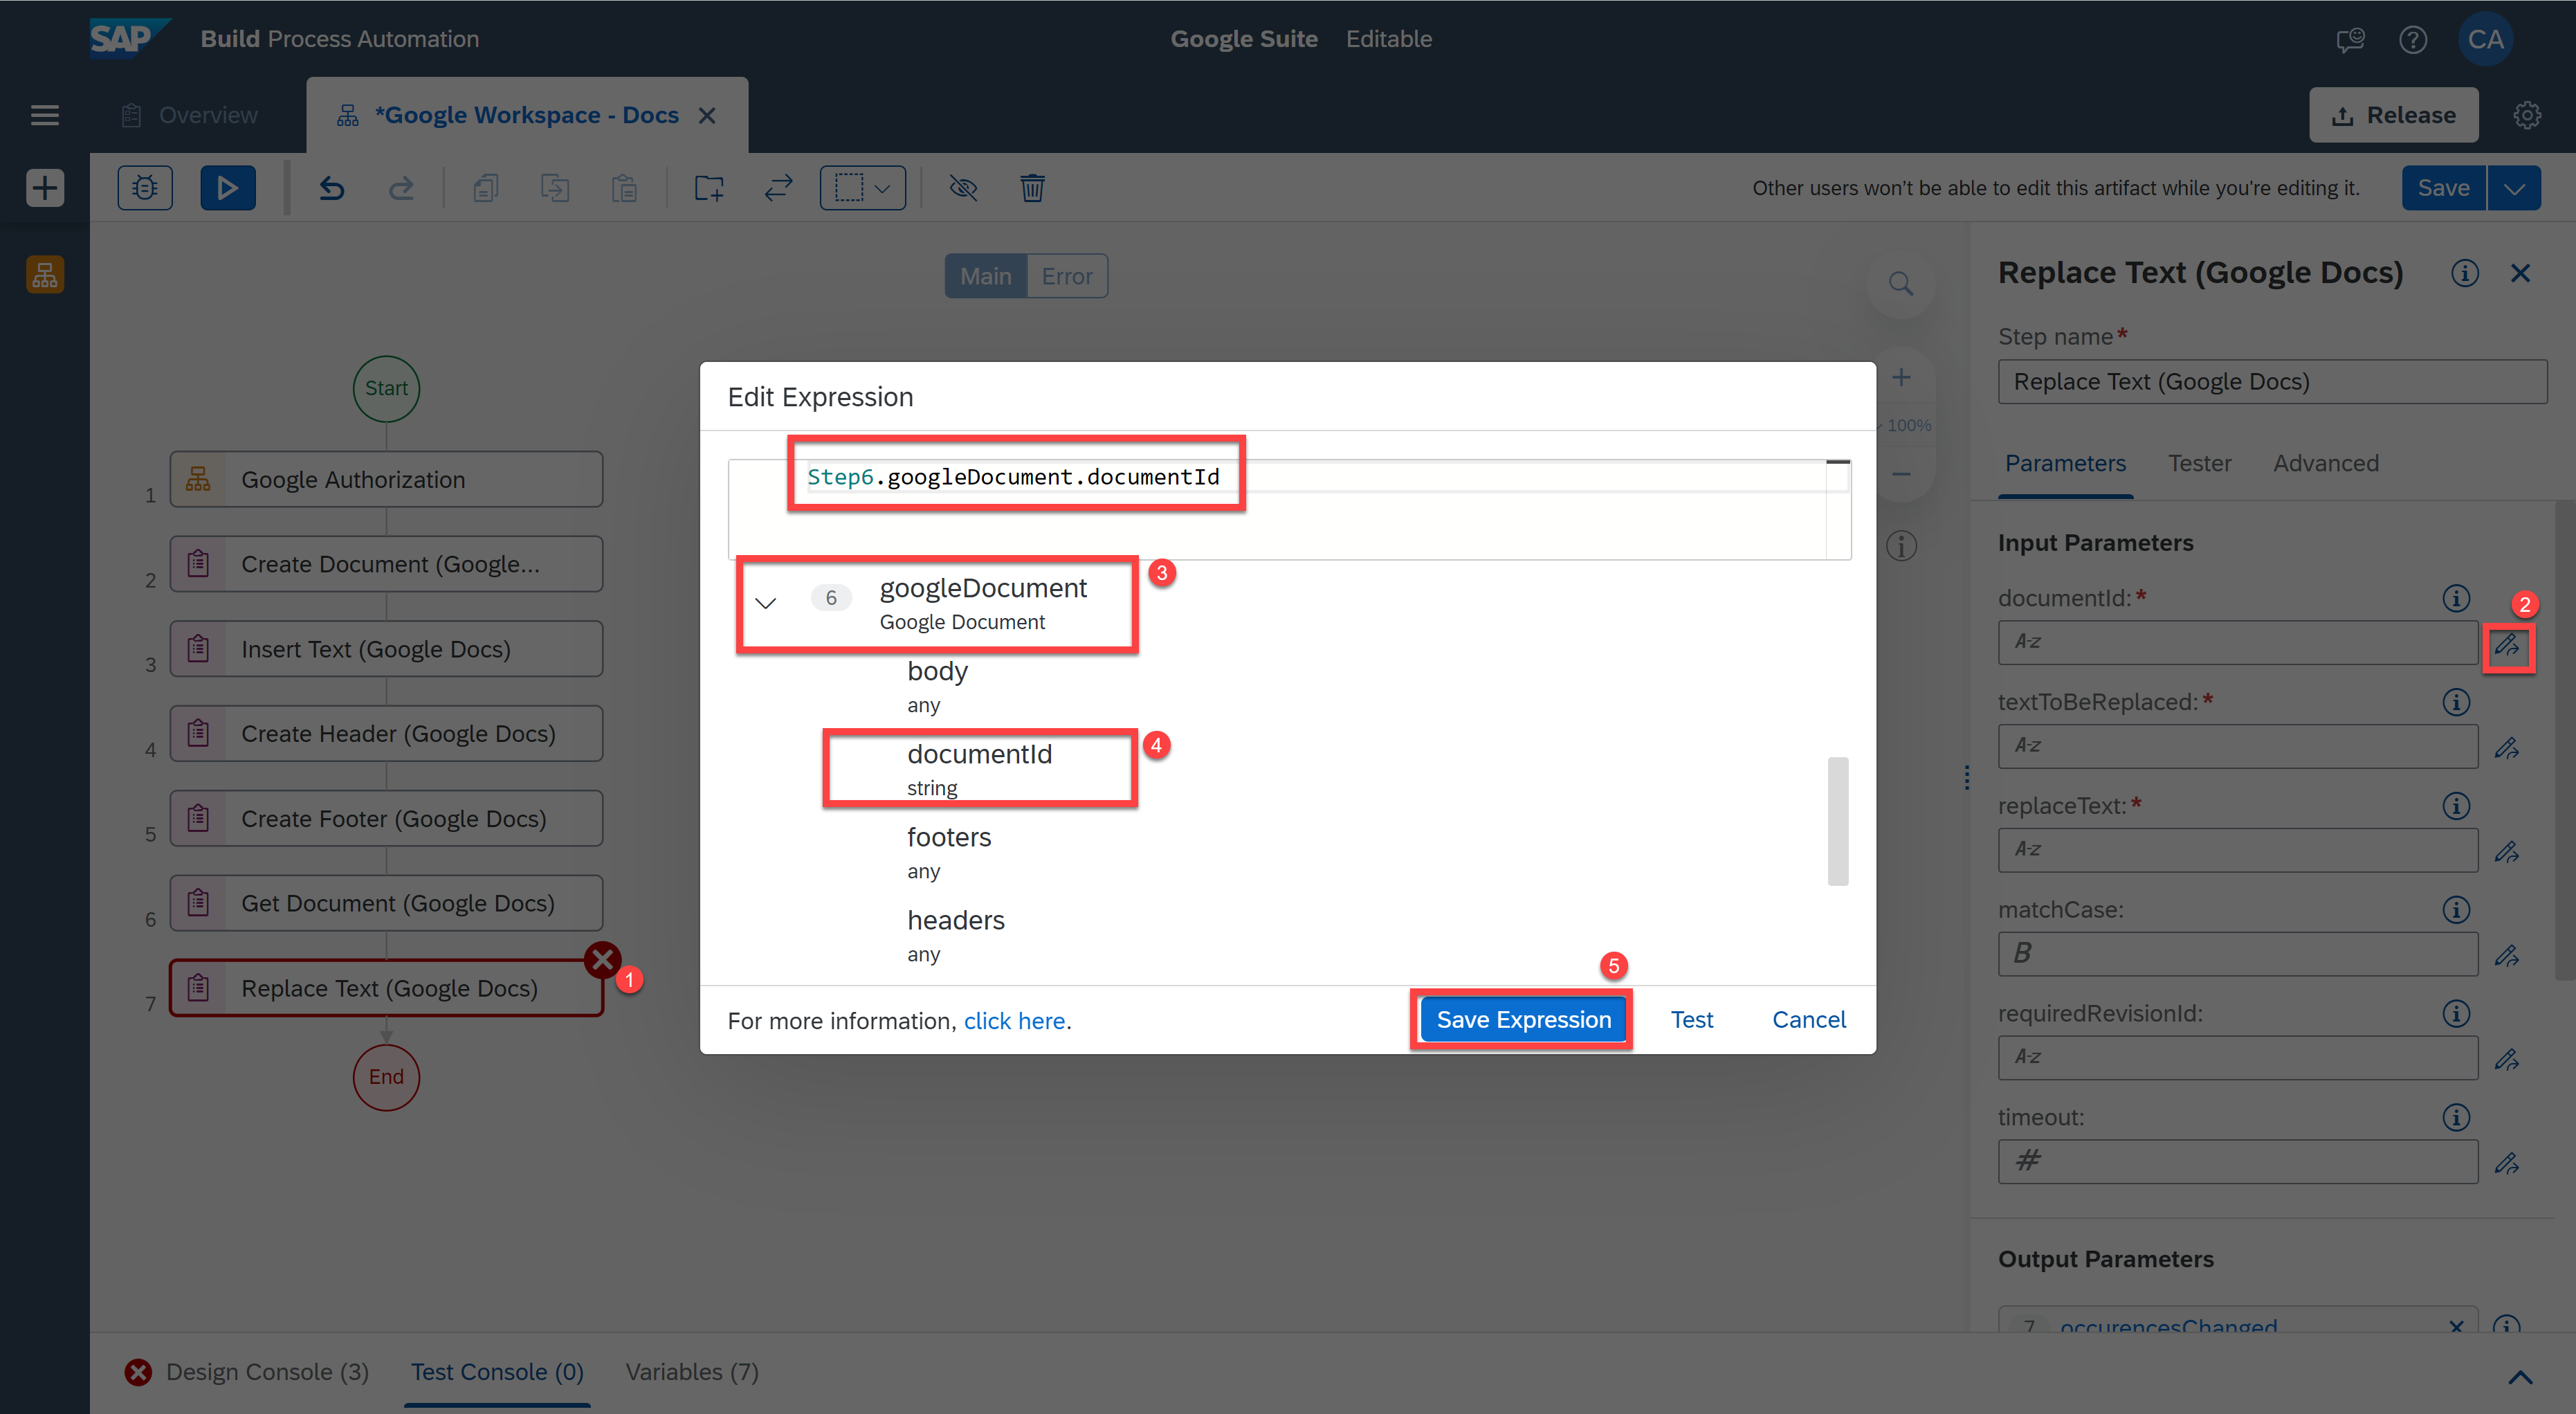 SAP Build Process Automation
Google Suite Editable
CA
Overview
*Google Workspace - Docs
Release
Other users won't be able to edit this artifact while you're editing it.
Save
Main Error
Start
1 Google Authorization
2 Create Document (Google...
3 Insert Text (Google Docs)
4 Create Header (Google Docs)
5 Create Footer (Google Docs)
6 Get Document (Google Docs)
7 Replace Text (Google Docs)
1
End
100%
Edit Expression
Step6.googleDocument.documentId
6 googleDocument
Google Document
3
body
any
documentId
string
4
footers
any
headers
any
5
For more information, click here.
Save Expression Test Cancel
Replace Text (Google Docs)
Step name*
Replace Text (Google Docs)
Parameters Tester Advanced
Input Parameters
documentId:*
A-z
2
textToBeReplaced:*
A-z
replaceText:*
A-z
matchCase:
B
requiredRevisionId:
A-z
timeout:
#
Output Parameters
7 occurencesChanged
Design Console (3) Test Console (0) Variables (7)